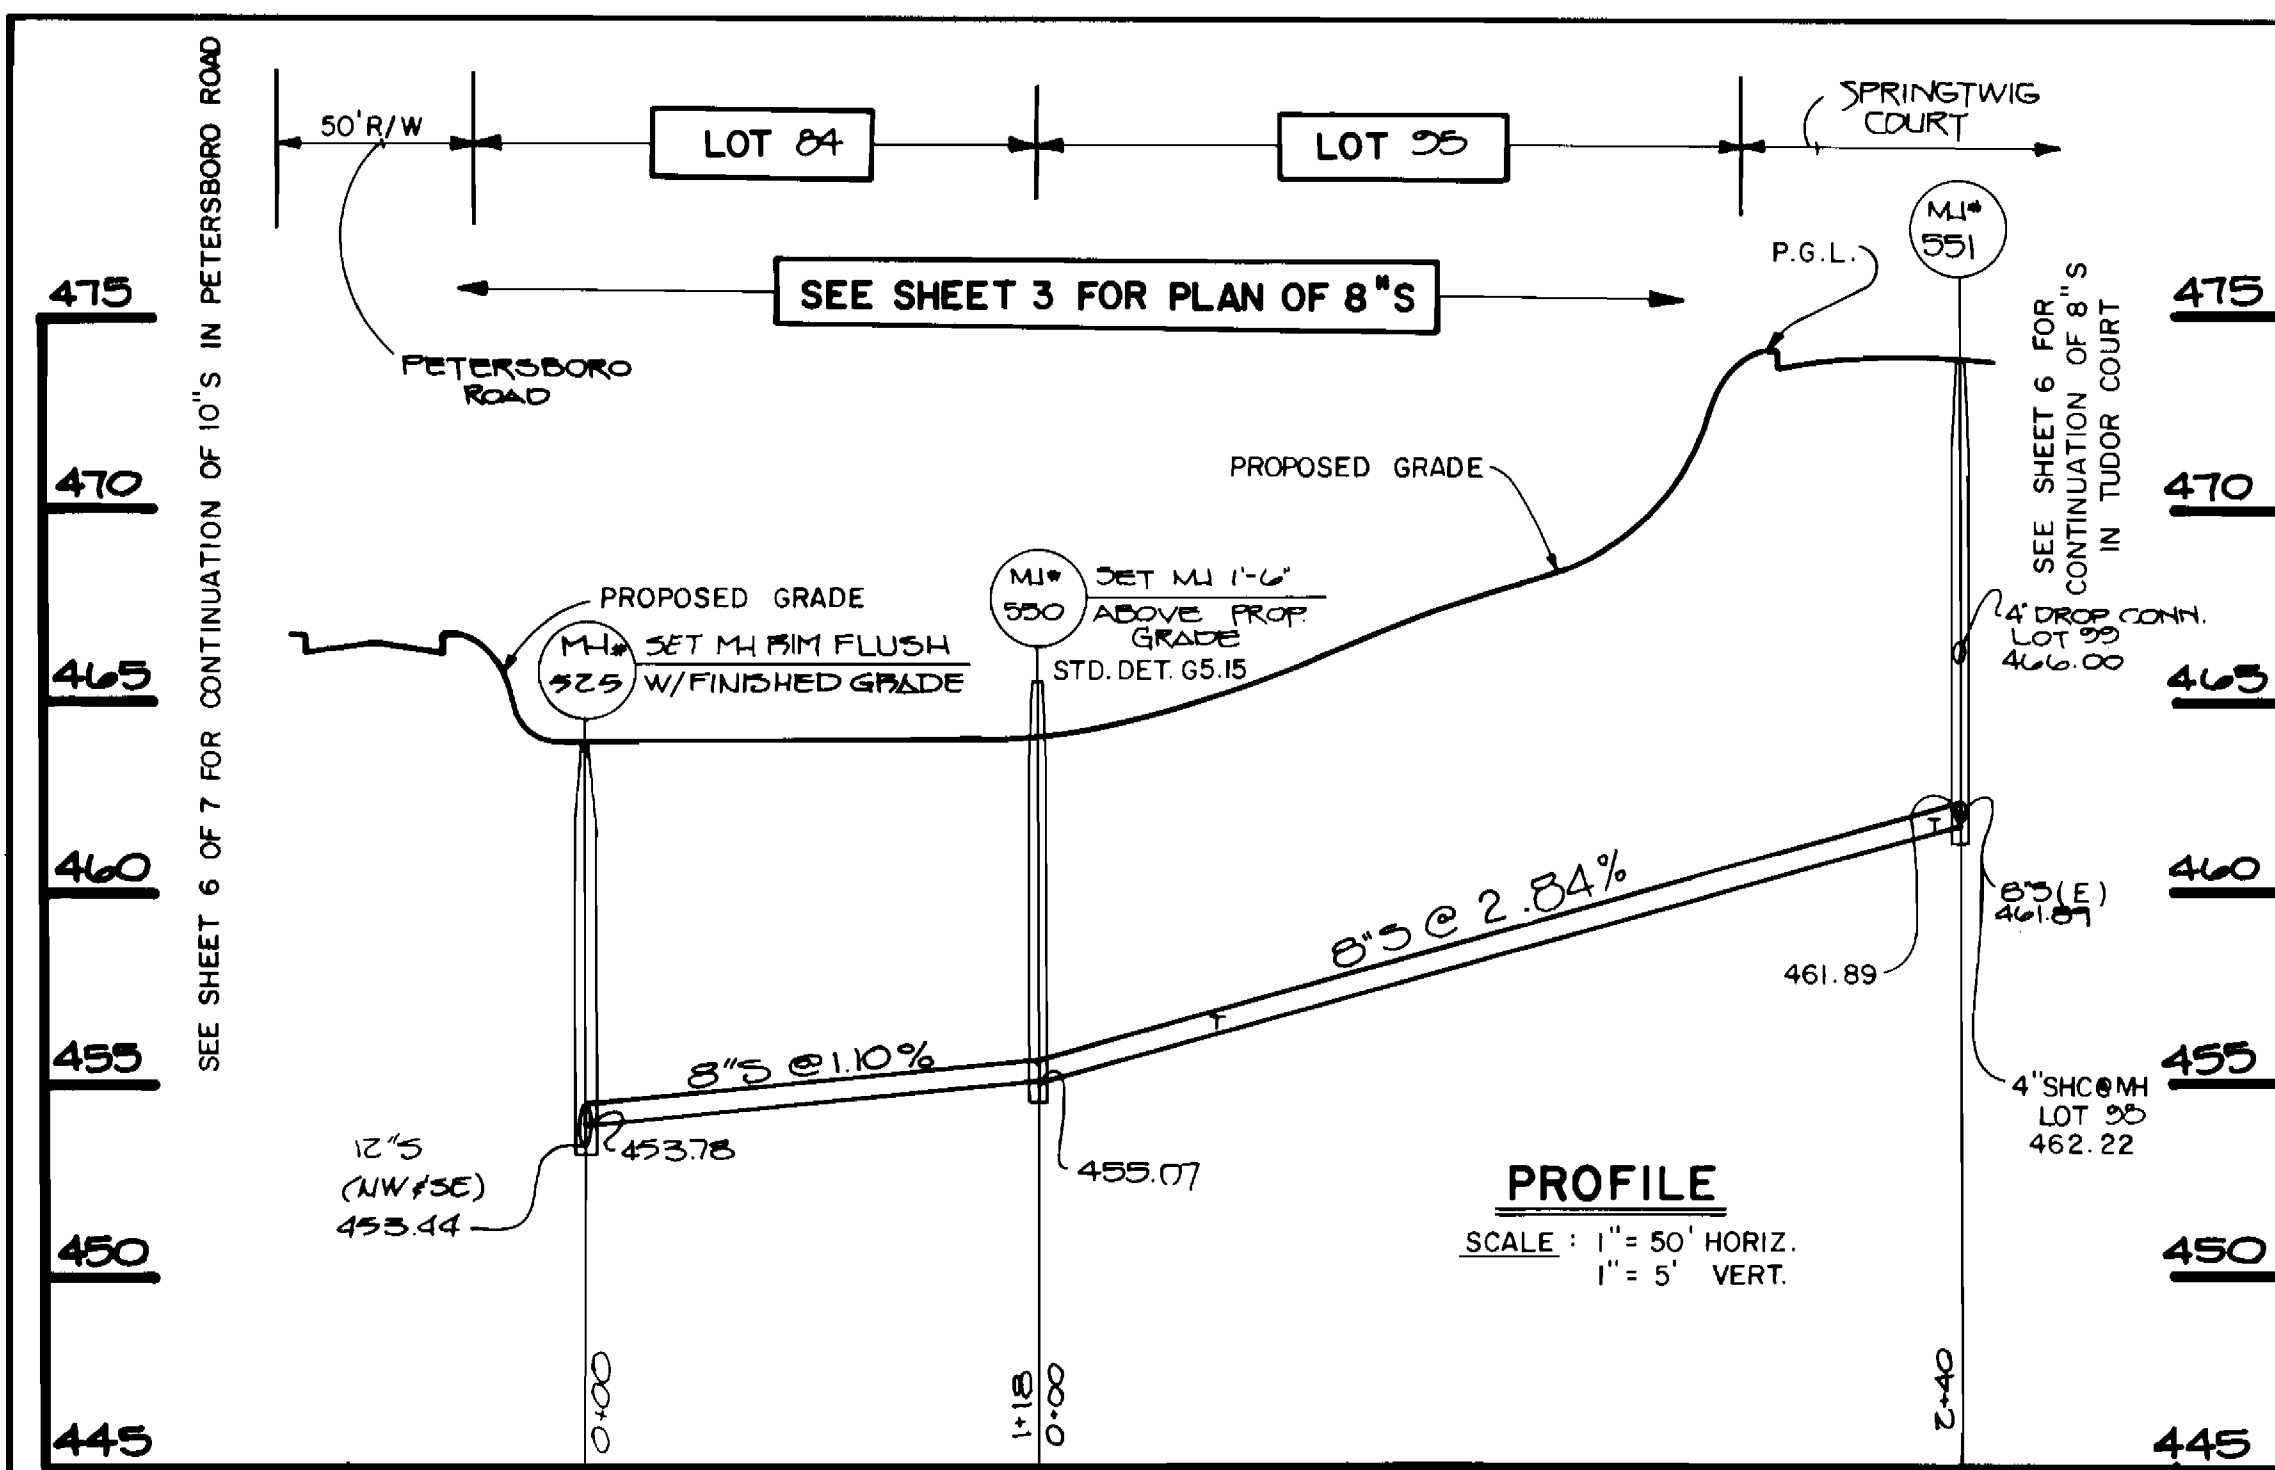 SEE SHEET 6 OF 7 FOR CONTINUATION OF 10"S IN PETERSBORO ROAD
50' R/W
LOT 84
LOT 95
SPRINGTWIG
COURT
MH#
551
P.G.L.
SEE SHEET 3 FOR PLAN OF 8"S
PETERSBORO
ROAD
SEE SHEET 6 FOR
CONTINUATION OF 8"S
IN TUDOR COURT
475
470
465
460
455
450
445
475
470
465
460
455
450
445
PROPOSED GRADE
PROPOSED GRADE
MH#
525
SET MH RIM FLUSH
W/FINISHED GRADE
MH#
550
SET MH 1'-6"
ABOVE PROP.
GRADE
STD. DET. G5.15
4" DROP CONN.
LOT 99
466.00
8"S @ 1.10%
8"S @ 2.84%
T
T
461.89
8"S (E)
461.89
4"SHC@MH
LOT 98
462.22
12"S
(NW & SE)
453.44
453.78
455.07
PROFILE
SCALE : 1" = 50' HORIZ.
1" = 5' VERT.
0+00
1+18
0+00
2+40